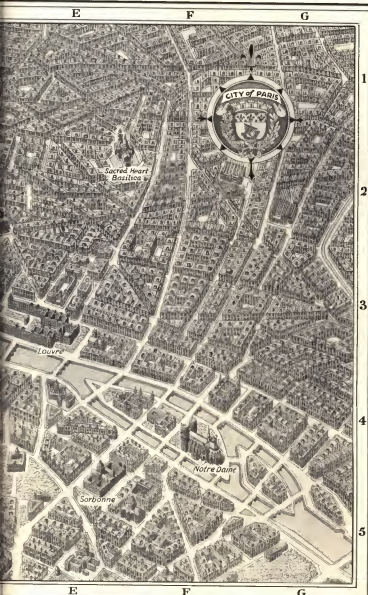 E F G
CITY of PARIS
1
Sacred Heart
Basilica
2
3
Louvre
4
Notre Dame
Sorbonne
5
E F G